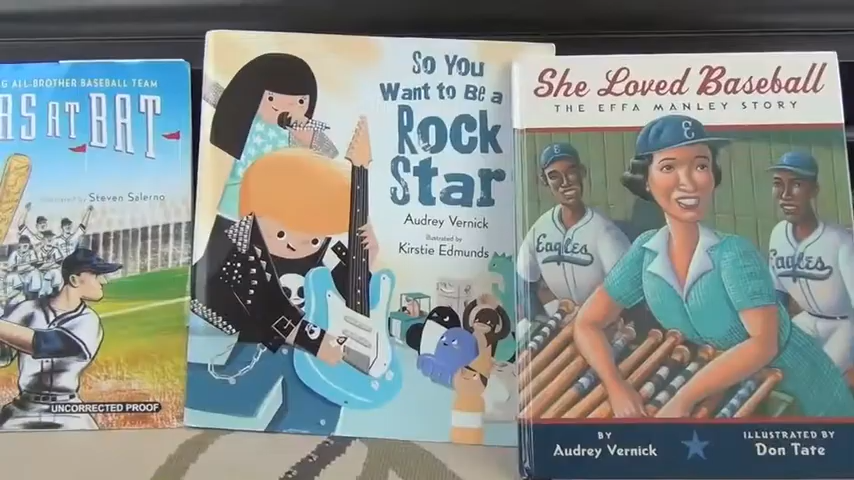 G ALL-BROTHER BASEBALL TEAM
AS AT BAT
Steven Salerno
UNCORRECTED PROOF
So You
Want to Be a
Rock
Star
Audrey Vernick
illustrated by
Kirstie Edmunds
She Loved Baseball
THE EFFA MANLEY STORY
E
E
Eagles
Eagles
BY
Audrey Vernick
ILLUSTRATED BY
Don Tate